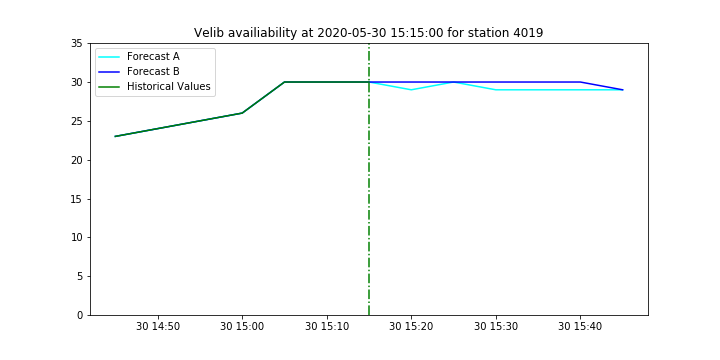 Velib availiability at 2020-05-30 15:15:00 for station 4019
35
30
25
20
15
10
5
0
Forecast A
Forecast B
Historical Values
30 14:50 30 15:00 30 15:10 30 15:20 30 15:30 30 15:40